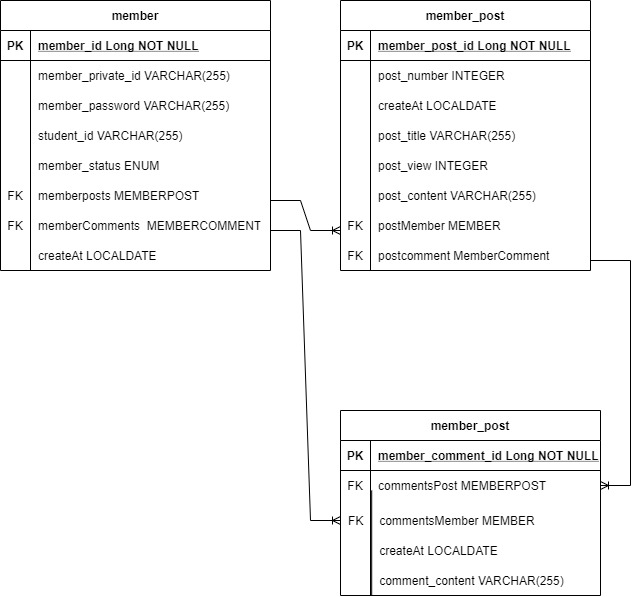 member
PK member_id Long NOT NULL
member_private_id VARCHAR(255)
member_password VARCHAR(255)
student_id VARCHAR(255)
member_status ENUM
FK memberposts MEMBERPOST
FK memberComments MEMBERCOMMENT
createAt LOCALDATE
member_post
PK member_post_id Long NOT NULL
post_number INTEGER
createAt LOCALDATE
post_title VARCHAR(255)
post_view INTEGER
post_content VARCHAR(255)
FK postMember MEMBER
FK postcomment MemberComment
member_post
PK member_comment_id Long NOT NULL
FK commentsPost MEMBERPOST
FK commentsMember MEMBER
createAt LOCALDATE
comment_content VARCHAR(255)